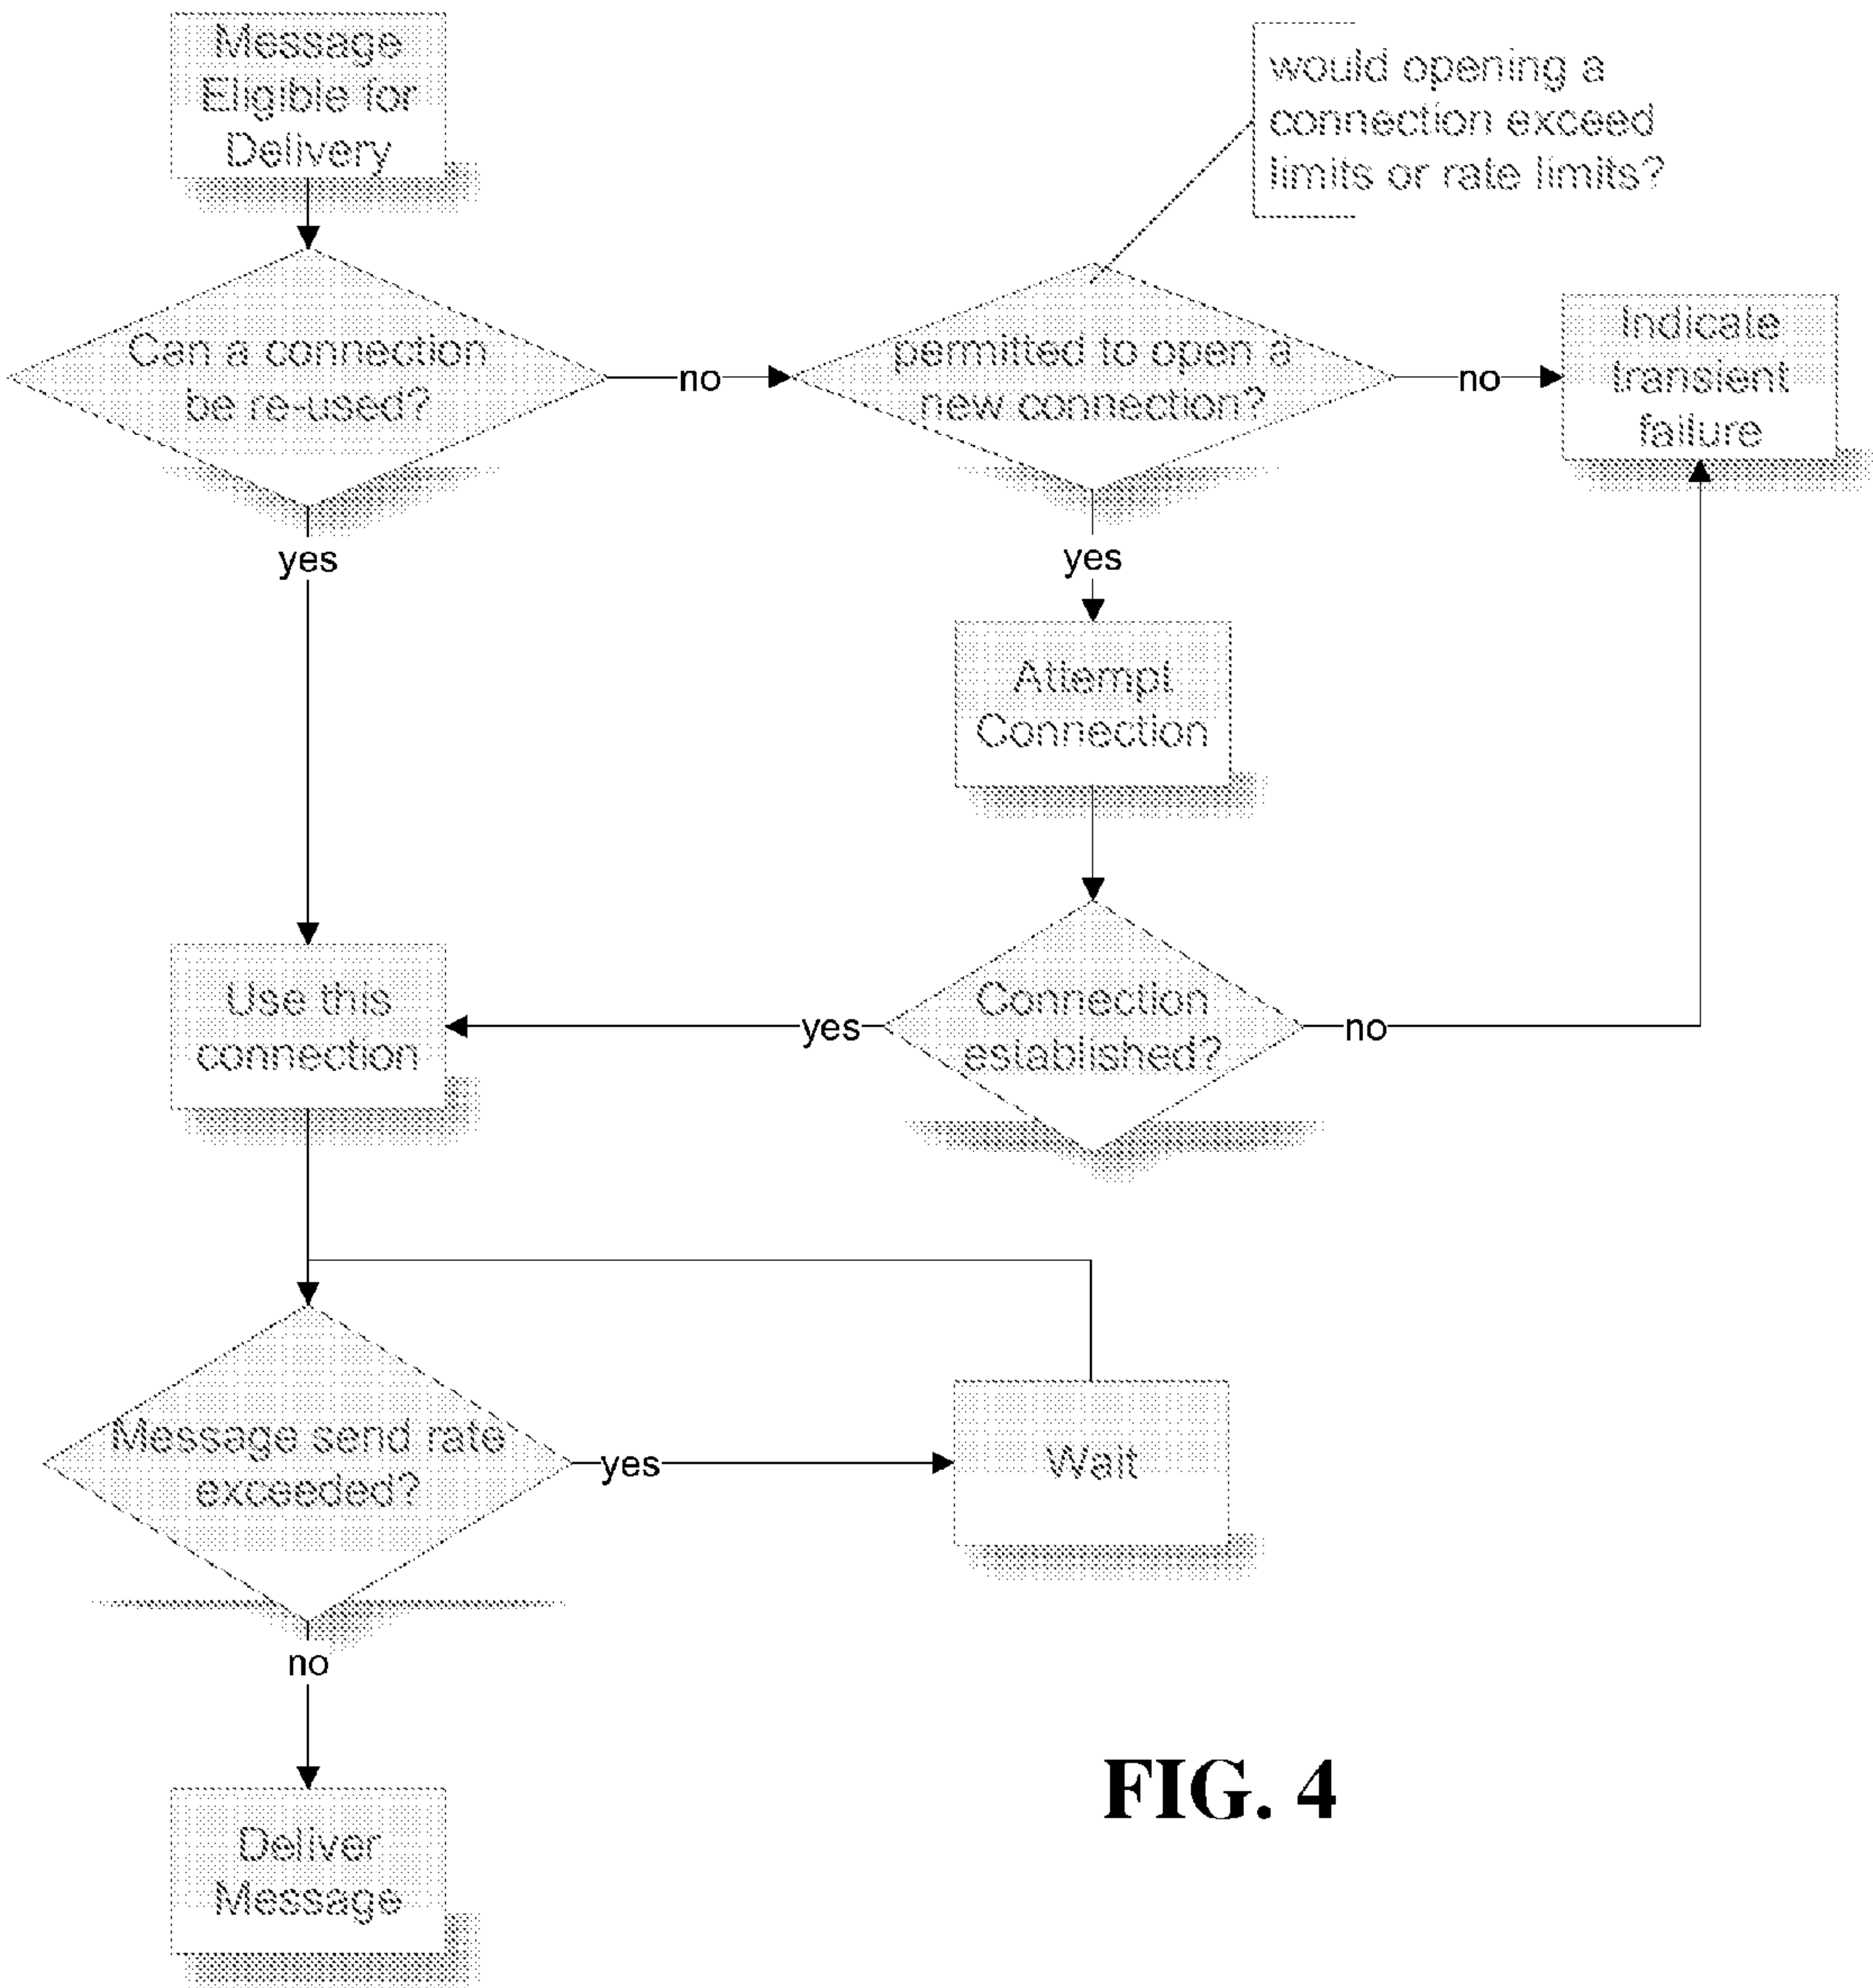 Message
Eligible for
Delivery
would opening a
connection exceed
limits or rate limits?
Can a connection
be re-used?
no
permitted to open a
new connection?
no
Indicate
transient
failure
yes
yes
Attempt
Connection
Use this
connection
yes
Connection
established?
no
Message send rate
exceeded?
yes
Wait
no
Deliver
Message
FIG. 4